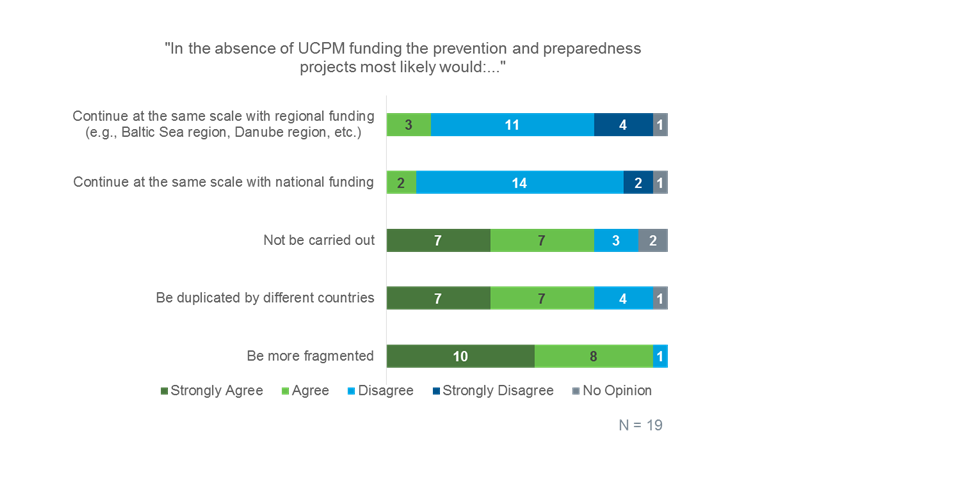 "In the absence of UCPM funding the prevention and preparedness
projects most likely would:..."
Continue at the same scale with regional funding
(e.g., Baltic Sea region, Danube region, etc.)
3 11 4 1
Continue at the same scale with national funding
2 14 2 1
Not be carried out
7 7 3 2
Be duplicated by different countries
7 7 4 1
Be more fragmented
10 8 1
Strongly Agree Agree Disagree Strongly Disagree No Opinion
N = 19